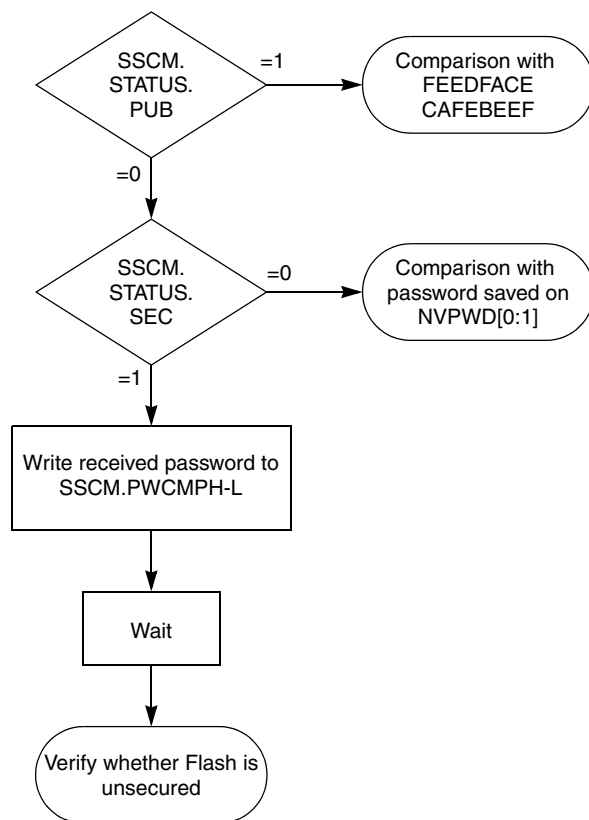 SSCM.
STATUS.
PUB
=1
Comparison with
FEEDFACE
CAFEBEEF
=0
SSCM.
STATUS.
SEC
=0
Comparison with
password saved on
NVPWD[0:1]
=1
Write received password to
SSCM.PWCMPH-L
Wait
Verify whether Flash is
unsecured